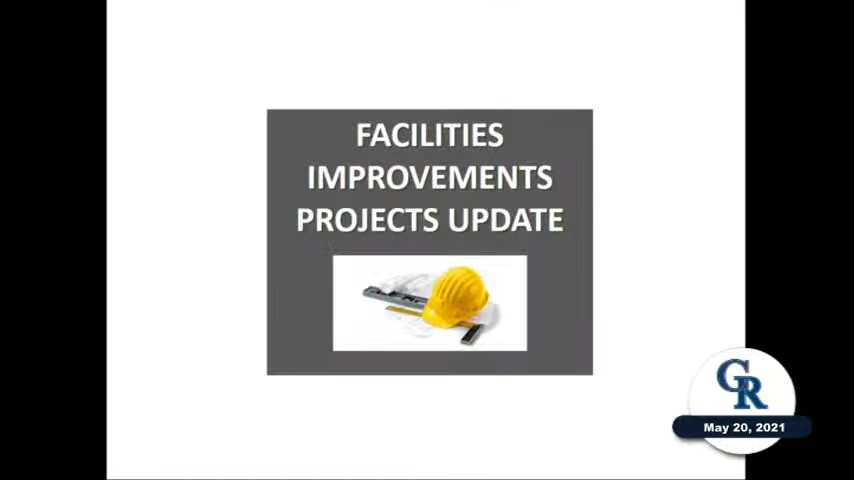 FACILITIES
IMPROVEMENTS
PROJECTS UPDATE
GR
May 20, 2021